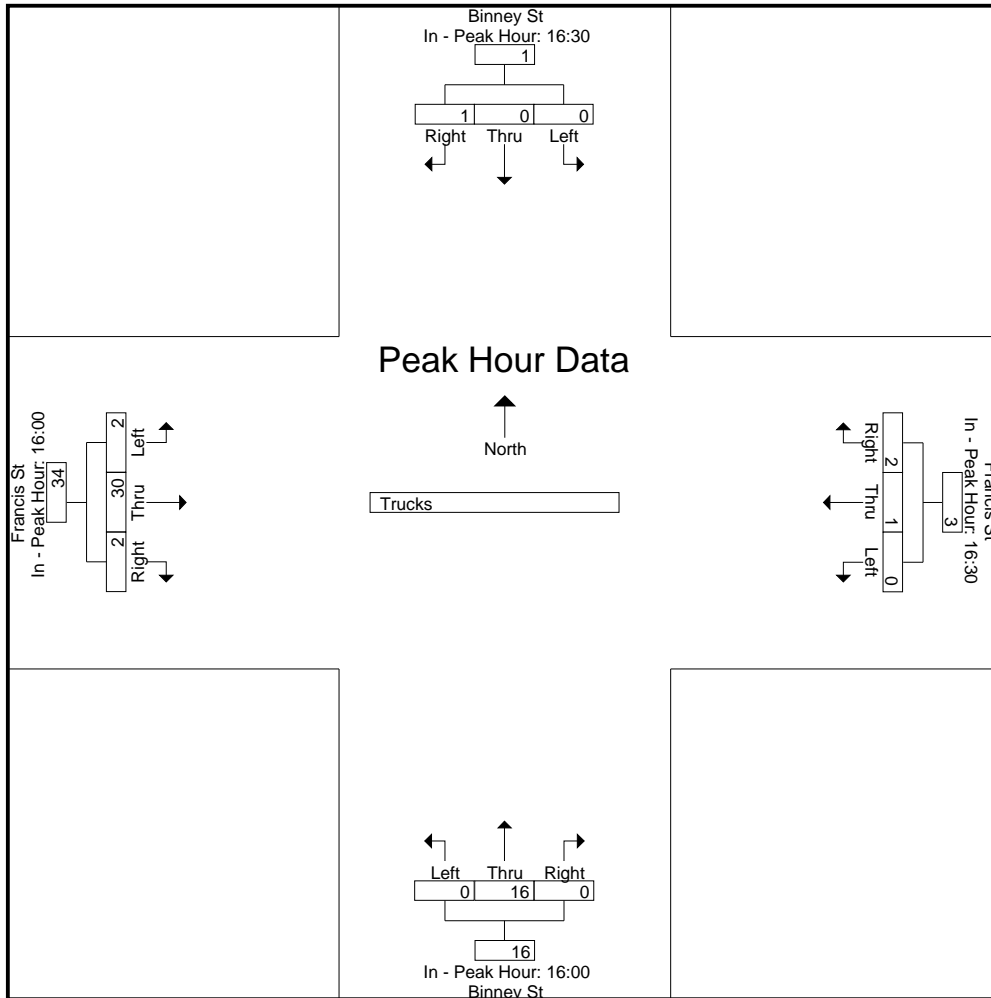 Binney St
In - Peak Hour: 16:30
1
1 0 0
Right Thru Left
Peak Hour Data
North
Trucks
Francis St
In - Peak Hour: 16:00
34
2 30 2
Left Thru Right
Right Thru Left
2 1 0
3
In - Peak Hour: 16:30
Francis St
Left Thru Right
0 16 0
16
In - Peak Hour: 16:00
Binney St